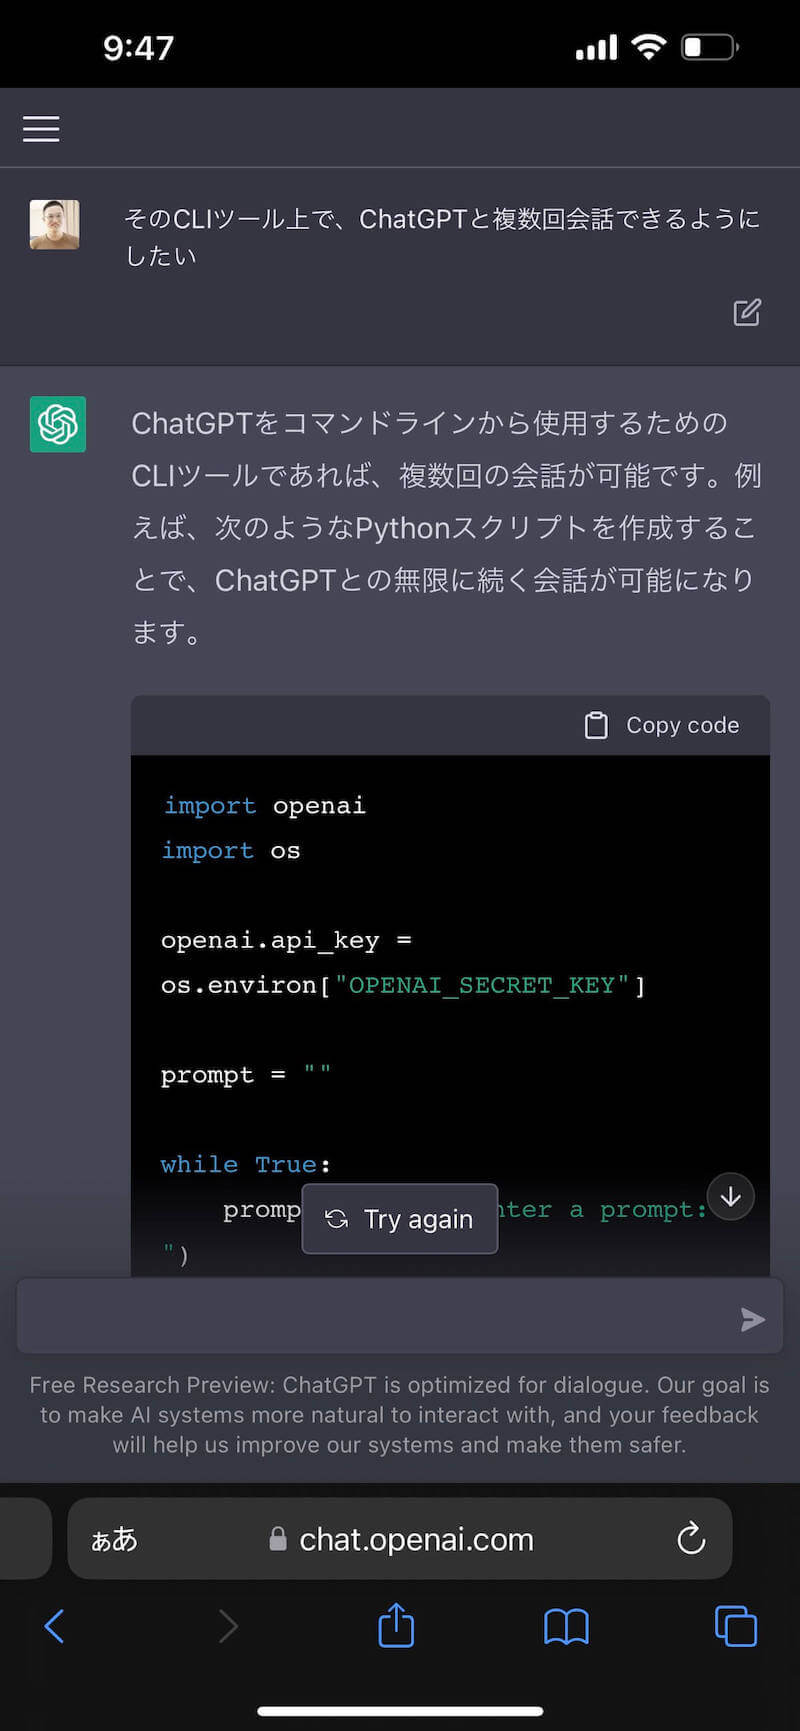 9:47
そのCLIツール上で、ChatGPTと複数回会話できるように
したい
ChatGPTをコマンドラインから使用するための
CLIツールであれば、複数回の会話が可能です。例
えば、次のようなPythonスクリプトを作成するこ
とで、ChatGPTとの無限に続く会話が可能になり
ます。
Copy code
import openai
import os
openai.api_key =
os.environ["OPENAI_SECRET_KEY"]
prompt = ""
while True:
promp
nter a prompt:
")
Try again
Free Research Preview: ChatGPT is optimized for dialogue. Our goal is
to make AI systems more natural to interact with, and your feedback
will help us improve our systems and make them safer.
ぁあ
chat.openai.com